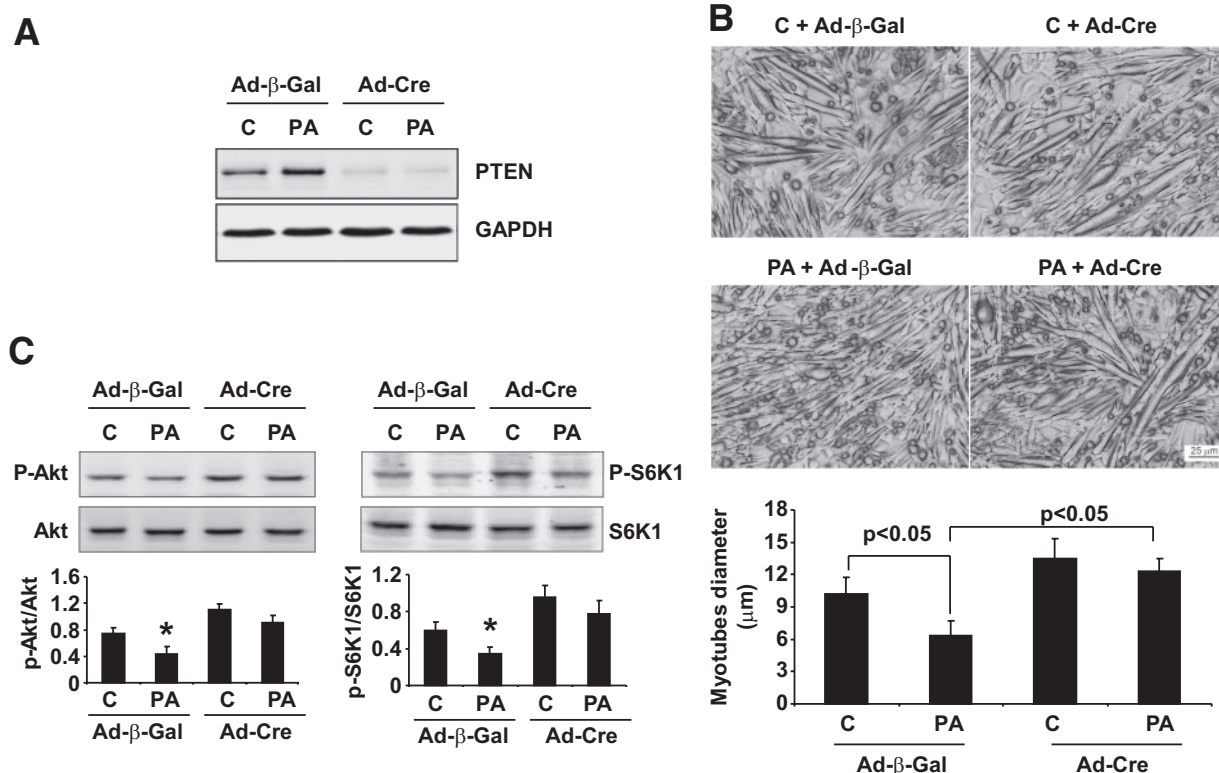 A
Ad-β-Gal Ad-Cre
C PA C PA
PTEN
GAPDH
B
C + Ad-β-Gal C + Ad-Cre
PA + Ad-β-Gal PA + Ad-Cre
25 μm
18
15
12
9
6
3
0
Myotubes diameter
(μm)
p<0.05
p<0.05
C PA C PA
Ad-β-Gal Ad-Cre
C
Ad-β-Gal Ad-Cre
C PA C PA
P-Akt
Akt
1.6
1.2
0.8
0.4
0
p-Akt/Akt
*
C PA C PA
Ad-β-Gal Ad-Cre
Ad-β-Gal Ad-Cre
C PA C PA
P-S6K1
S6K1
1.2
0.8
0.4
0
p-S6K1/S6K1
*
C PA C PA
Ad-β-Gal Ad-Cre